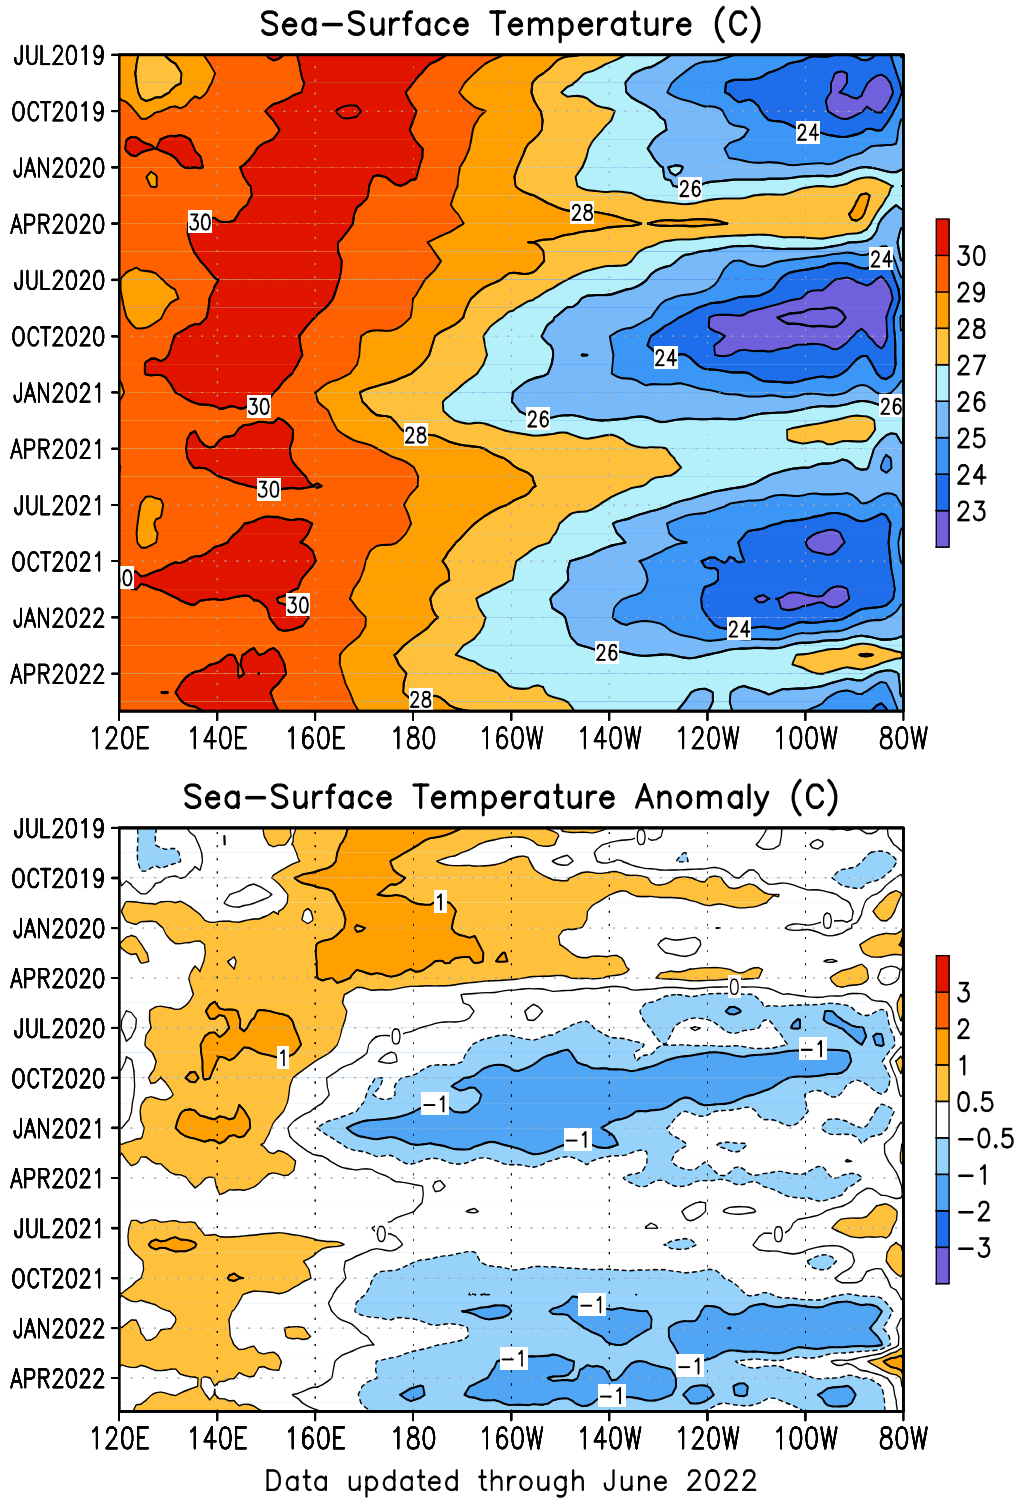 Sea-Surface Temperature (C)
JUL2019
OCT2019
24
JAN2020
26
APR2020
30
28
24
JUL2020
OCT2020
24
JAN2021
30
26
26
28
APR2021
30
JUL2021
OCT2021
0
JAN2022
30
24
26
APR2022
28
120E 140E 160E 180 160W 140W 120W 100W 80W
30
29
28
27
26
25
24
23
Sea-Surface Temperature Anomaly (C)
JUL2019
0
OCT2019
1
JAN2020
0
APR2020
0
JUL2020
0
1
-1
OCT2020
-1
JAN2021
-1
APR2021
JUL2021
0
0
OCT2021
-1
JAN2022
-1
-1
APR2022
-1
120E 140E 160E 180 160W 140W 120W 100W 80W
3
2
1
0.5
-0.5
-1
-2
-3
Data updated through June 2022